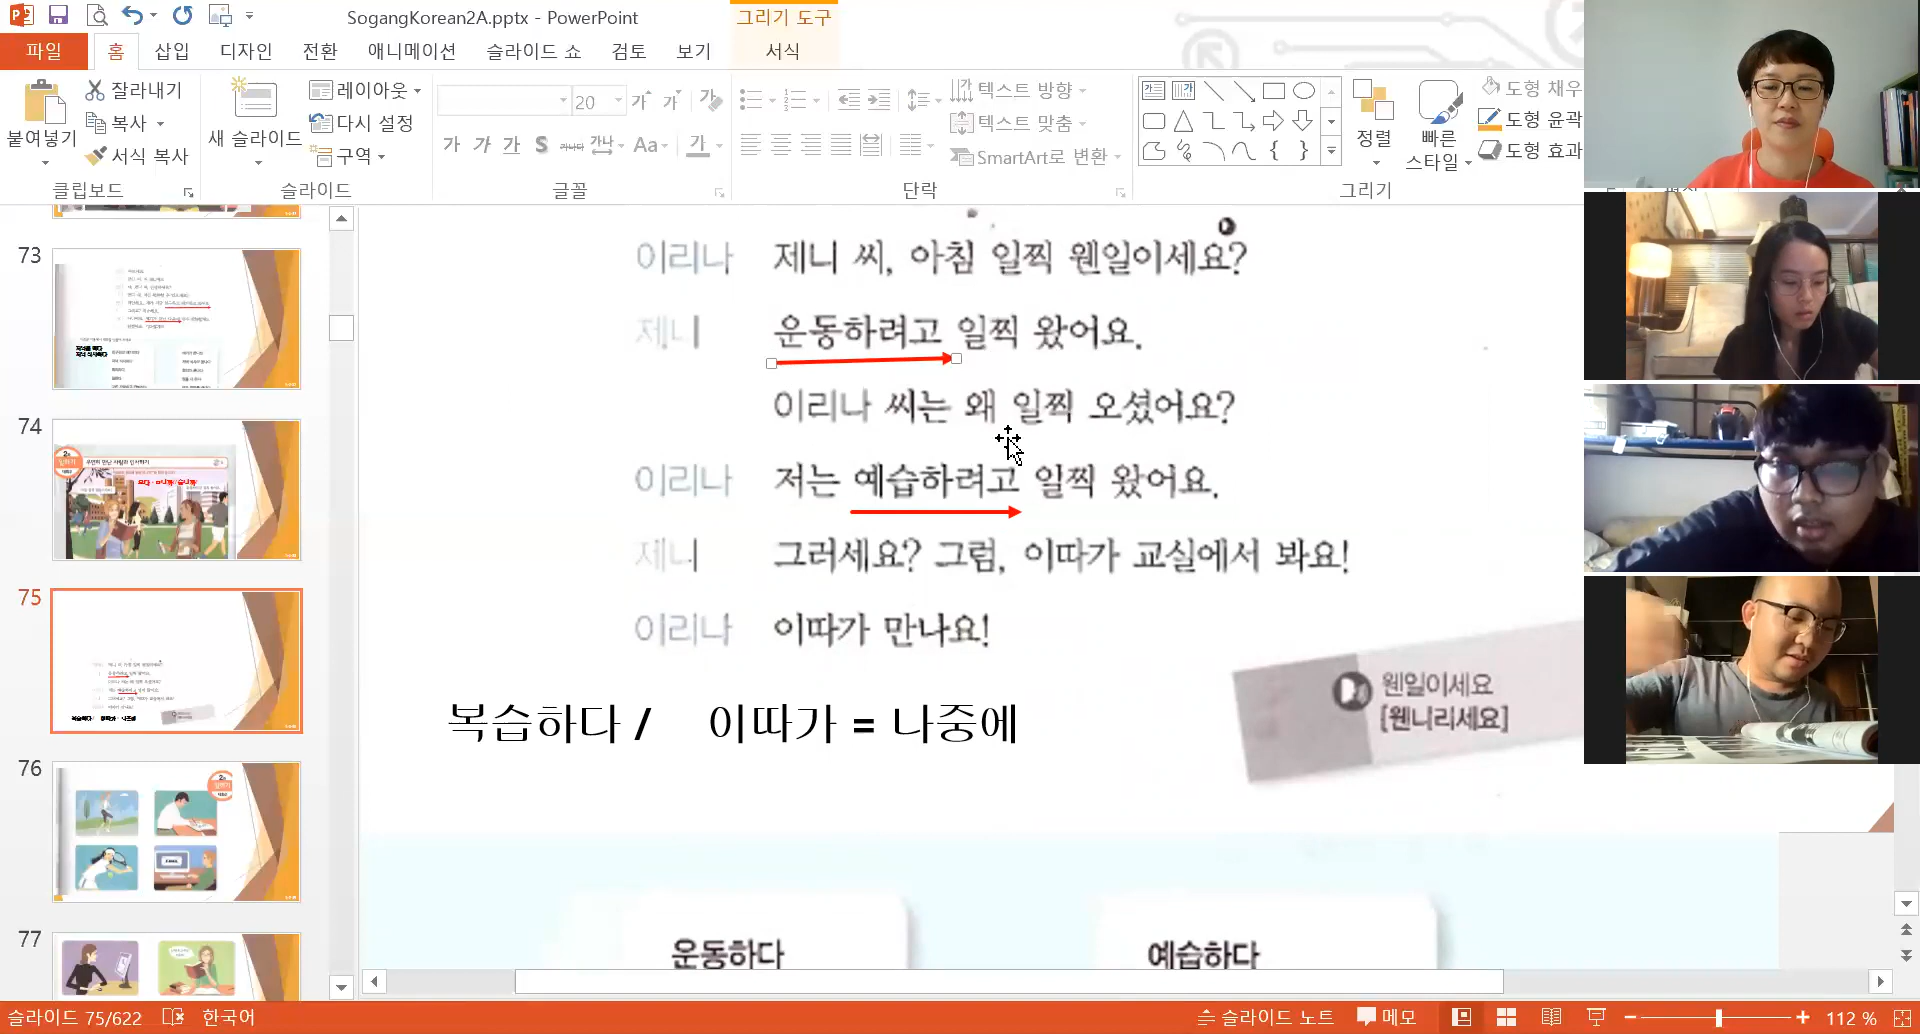 SogangKorean2A.pptx - PowerPoint
그리기 도구
파일
홈
삽입
디자인
전환
애니메이션
슬라이드 쇼
검토
보기
서식
붙여넣기
잘라내기
복사
서식 복사
클립보드
새 슬라이드
레이아웃
다시 설정
구역
슬라이드
20
가
가
가
S
가나다
간나
Aa
가
글꼴
텍스트 방향
텍스트 맞춤
SmartArt로 변환
단락
정렬
빠른
스타일
도형 채우
도형 윤곽
도형 효과
그리기
73
74
75
76
77
이리나 제니 씨, 아침 일찍 웬일이세요?
제니 운동하려고 일찍 왔어요.
이리나 씨는 왜 일찍 오셨어요?
이리나 저는 예습하려고 일찍 왔어요.
제니 그러세요? 그럼, 이따가 교실에서 봐요!
이리나 이따가 만나요!
웬일이세요
[웬니리세요]
복습하다 / 이따가 = 나중에
운동하다
예습하다
슬라이드 75/622
한국어
슬라이드 노트
메모
112 %